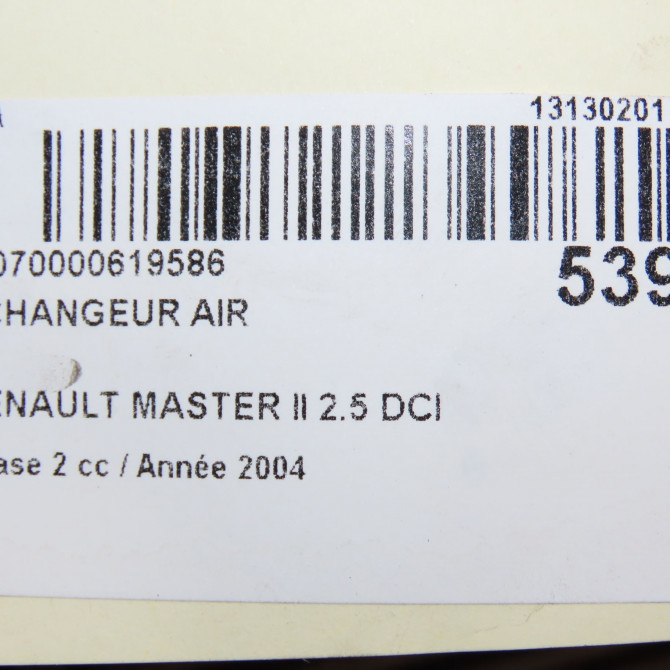 13130201
070000619586
539
CHANGEUR AIR
ENAULT MASTER II 2.5 DCI
ase 2 cc / Année 2004